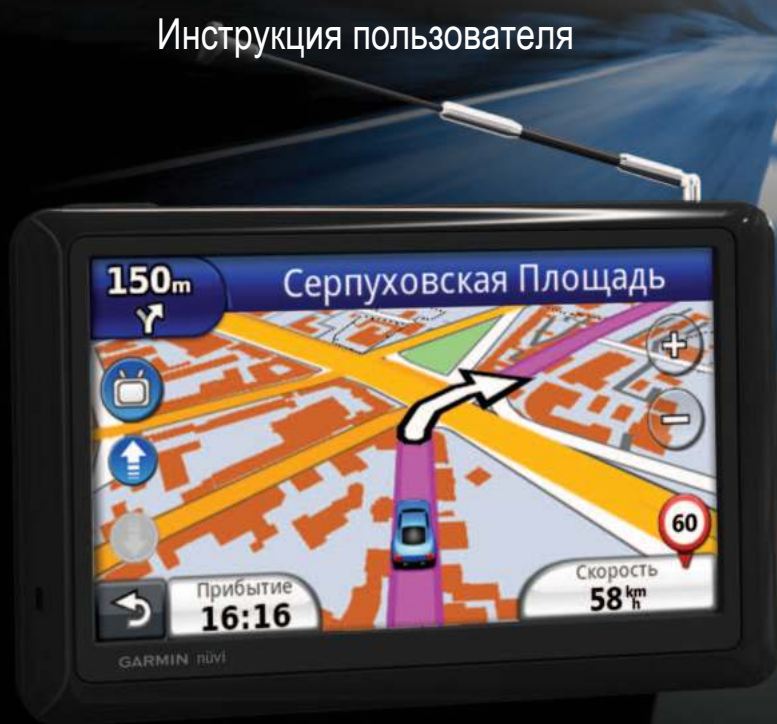 Инструкция пользователя
150m
Серпуховская Площадь
60
Прибытие
16:16
Скорость
58 km/h
GARMIN nüvi